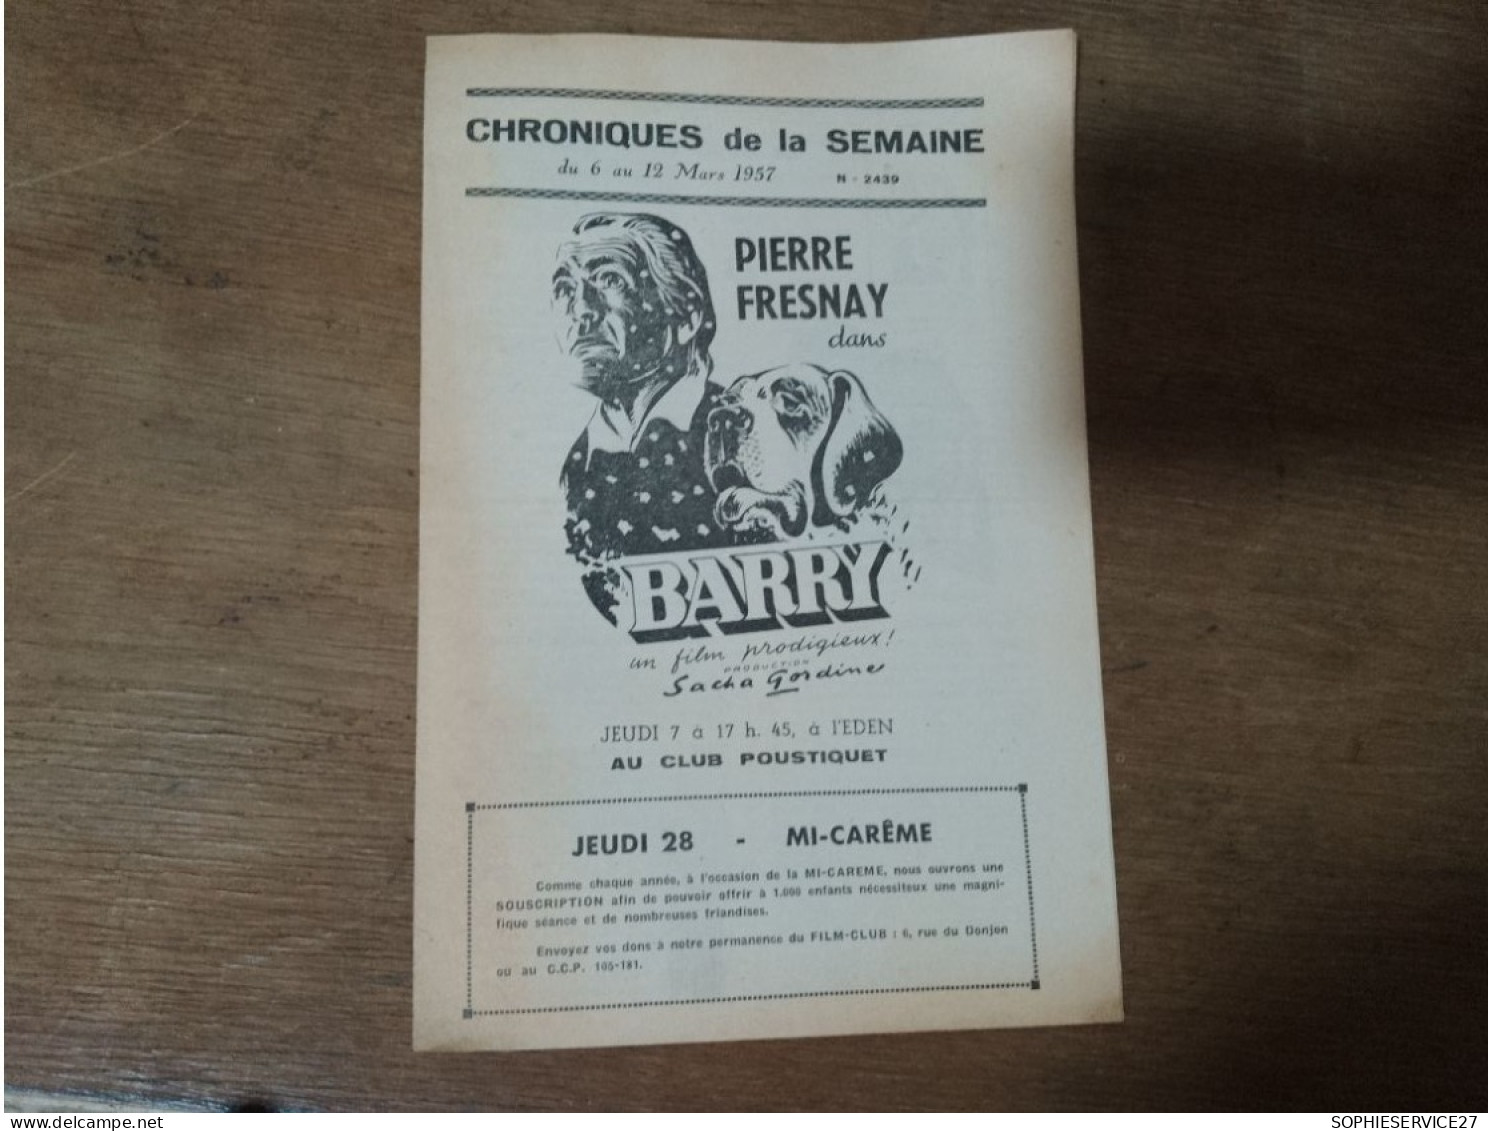 CHRONIQUES de la SEMAINE
du 6 au 12 Mars 1957 N - 2439
PIERRE
FRESNAY
dans
BARRY
un film prodigieux!
PRODUCTION
Sacha Gordine
JEUDI 7 à 17 h. 45, à l'EDEN
AU CLUB POUSTIQUET
JEUDI 28 - MI-CARÊME
Comme chaque année, à l'occasion de la MI-CAREME, nous ouvrons une
SOUSCRIPTION afin de pouvoir offrir à 1.000 enfants nécessiteux une magni-
fique séance et de nombreuses friandises.
Envoyez vos dons à notre permanence du FILM-CLUB : 6, rue du Donjon
ou au C.C.P. 105-181.
delcampe.net
SOPHIESERVICE27